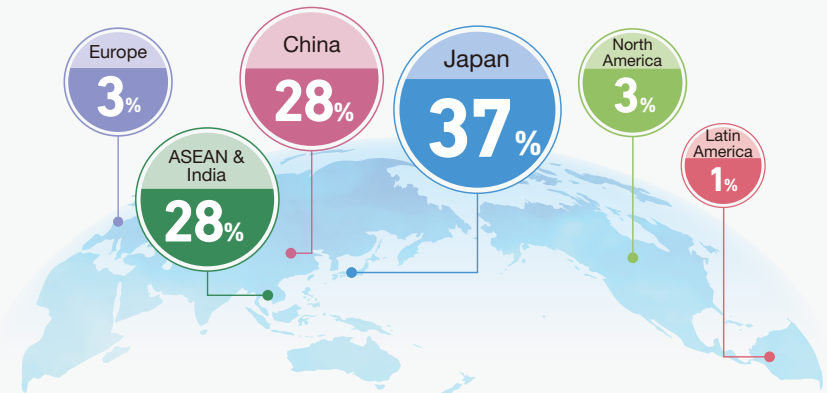 Europe
3%
China
28%
Japan
37%
North
America
3%
ASEAN &
India
28%
Latin
America
1%